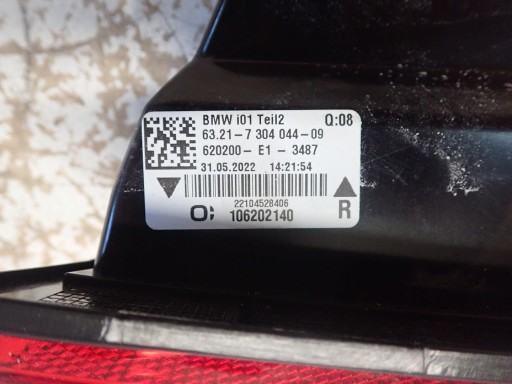 BMW i01 Teil2 Q:08
63.21-7 304 044-09
620200-E1-3487
31.05.2022 14:21:54
22104528406
106202140 R